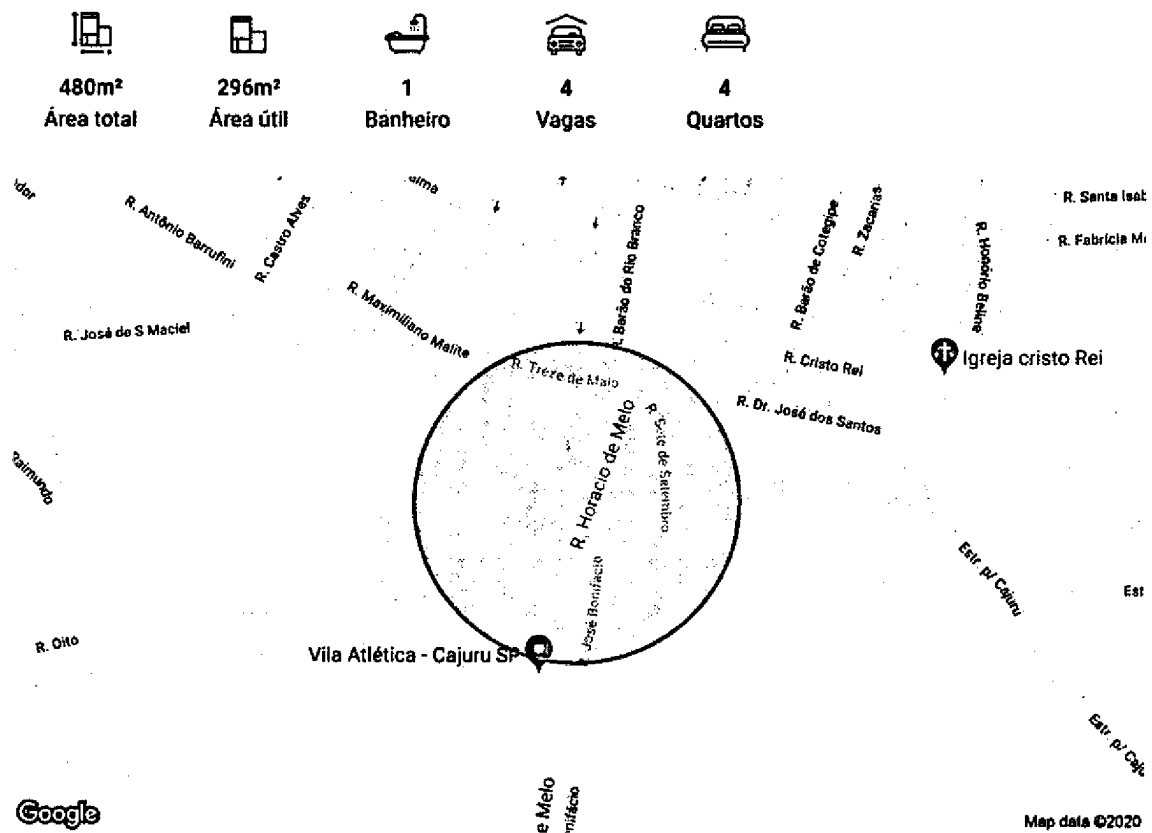 480m² 296m² 1 4 4
Área total Área útil Banheiro Vagas Quartos
R. Santa Isab
R. Antônio Barrufini
R. Castro Alves
R. Barão do Rio Branco
R. Barão de Cotegipe
R. Zacarias
R. Honório Beline
R. Fabrícia M
R. José de S Maciel
R. Maximiliano Malite
R. Cristo Rei
Igreja cristo Rei
R. Treze de Maio
R. Dr. José dos Santos
R. Horacio de Melo
R. Sete de Setembro
Raimundo
José Bonifácio
Estr. p/ Cajuru
Est
R. Oito
Vila Atlética - Cajuru SP
Estr. p/ Caju
e Melo
onifácio
Google
Map data ©2020